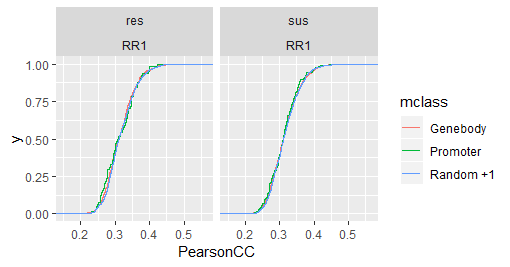 res sus
RR1 RR1
1.00
0.75
0.50
0.25
0.00
y
0.2 0.3 0.4 0.5 0.2 0.3 0.4 0.5
PearsonCC
mclass
Genebody
Promoter
Random +1